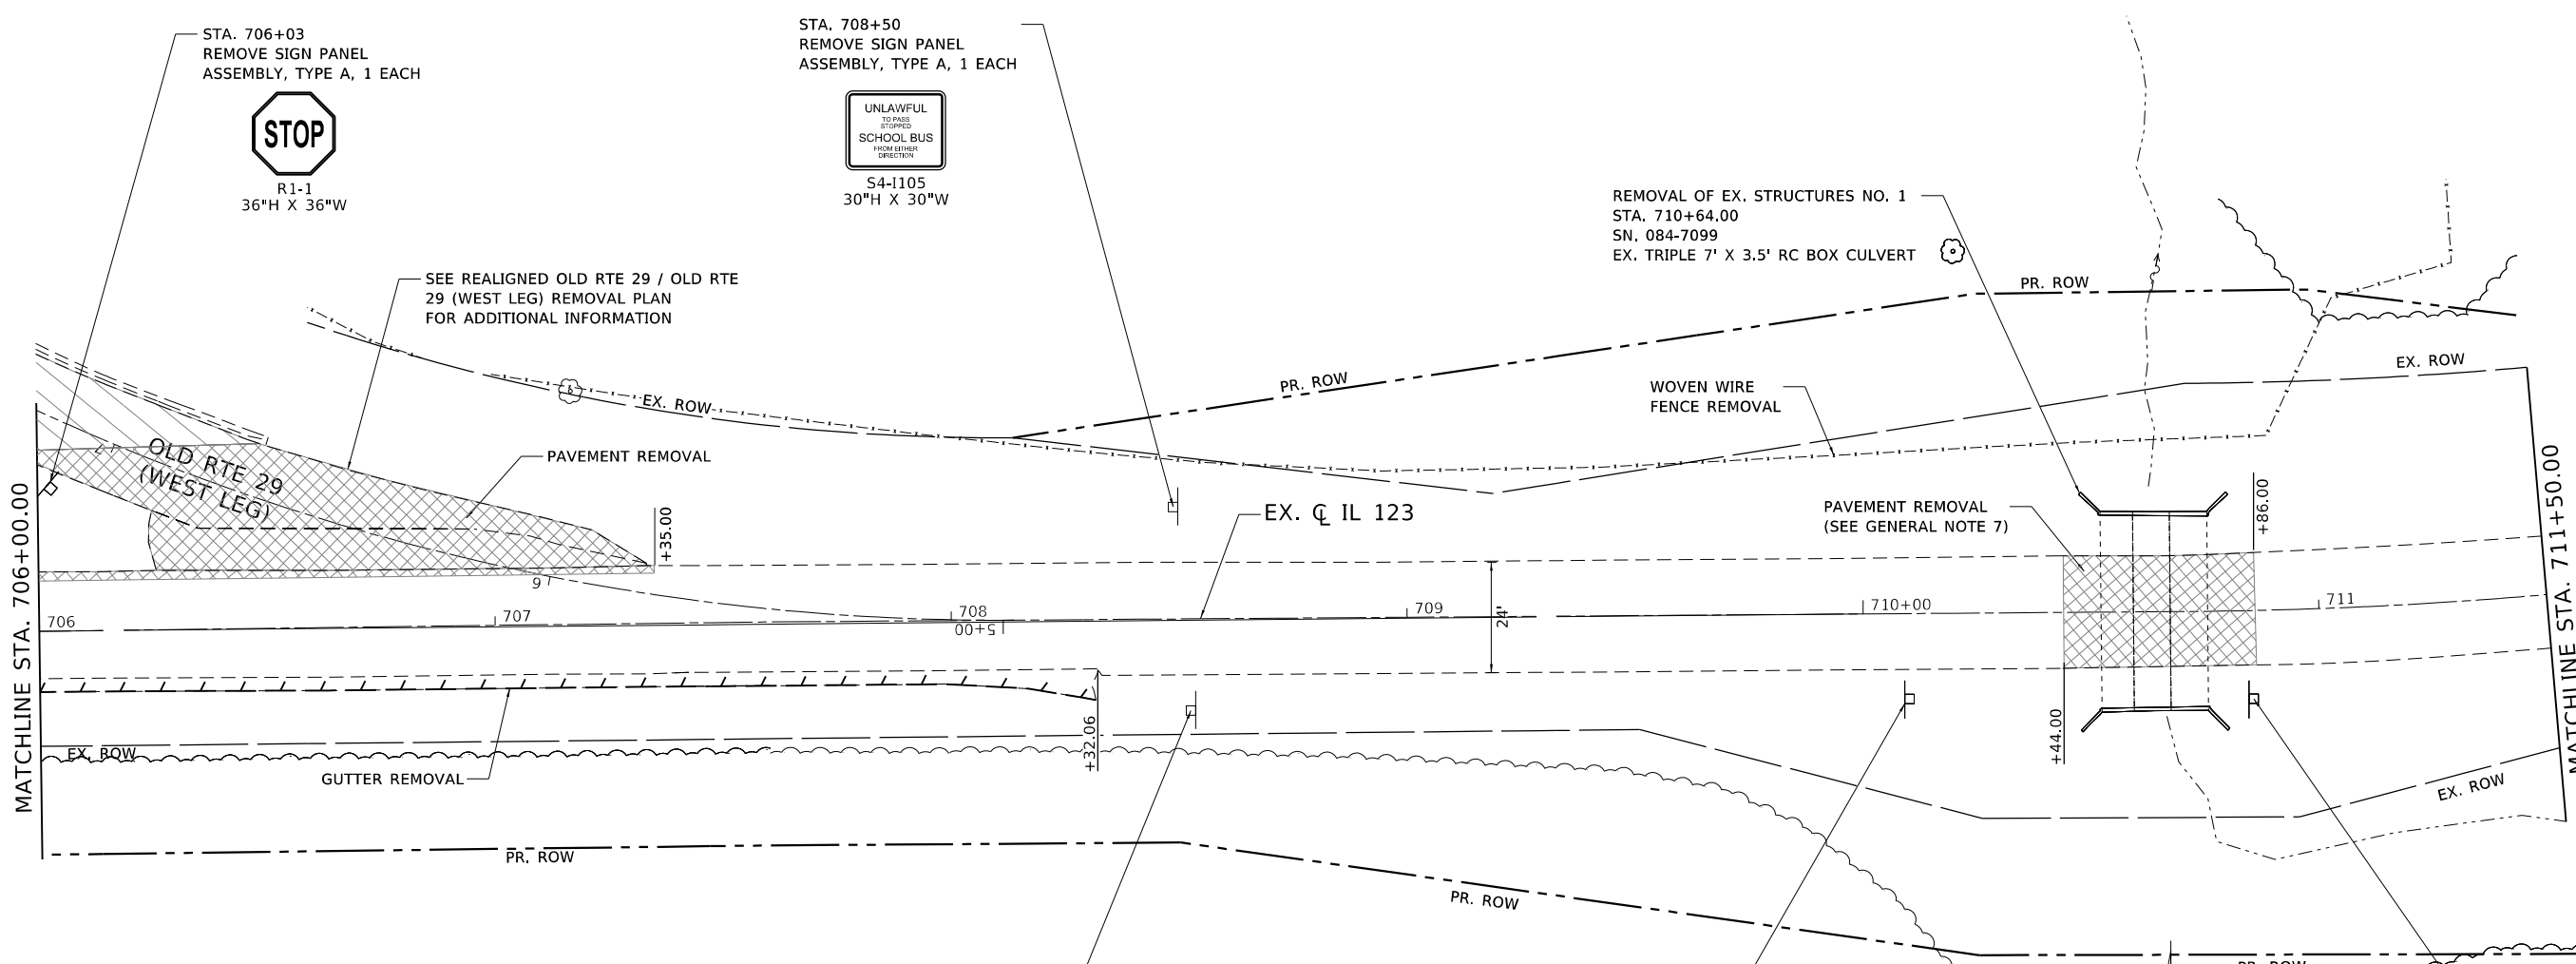 STA. 706+03
REMOVE SIGN PANEL
ASSEMBLY, TYPE A, 1 EACH
STOP
R1-1
36"H X 36"W
STA. 708+50
REMOVE SIGN PANEL
ASSEMBLY, TYPE A, 1 EACH
UNLAWFUL
TO PASS
STOPPED
SCHOOL BUS
FROM EITHER
DIRECTION
S4-I105
30"H X 30"W
REMOVAL OF EX. STRUCTURES NO. 1
STA. 710+64.00
SN. 084-7099
EX. TRIPLE 7' X 3.5' RC BOX CULVERT
SEE REALIGNED OLD RTE 29 / OLD RTE
29 (WEST LEG) REMOVAL PLAN
FOR ADDITIONAL INFORMATION
PR. ROW
EX. ROW
PR. ROW
WOVEN WIRE
FENCE REMOVAL
EX. ROW
OLD RTE 29
(WEST LEG)
7
PAVEMENT REMOVAL
EX. ℄ IL 123
PAVEMENT REMOVAL
(SEE GENERAL NOTE 7)
+35.00
+86.00
MATCHLINE STA. 706+00.00
MATCHLINE STA. 711+50.00
6
706
707
708
5+00
709
24'
710+00
711
+32.06
+44.00
EX. ROW
GUTTER REMOVAL
EX. ROW
PR. ROW
PR. ROW
PR. ROW